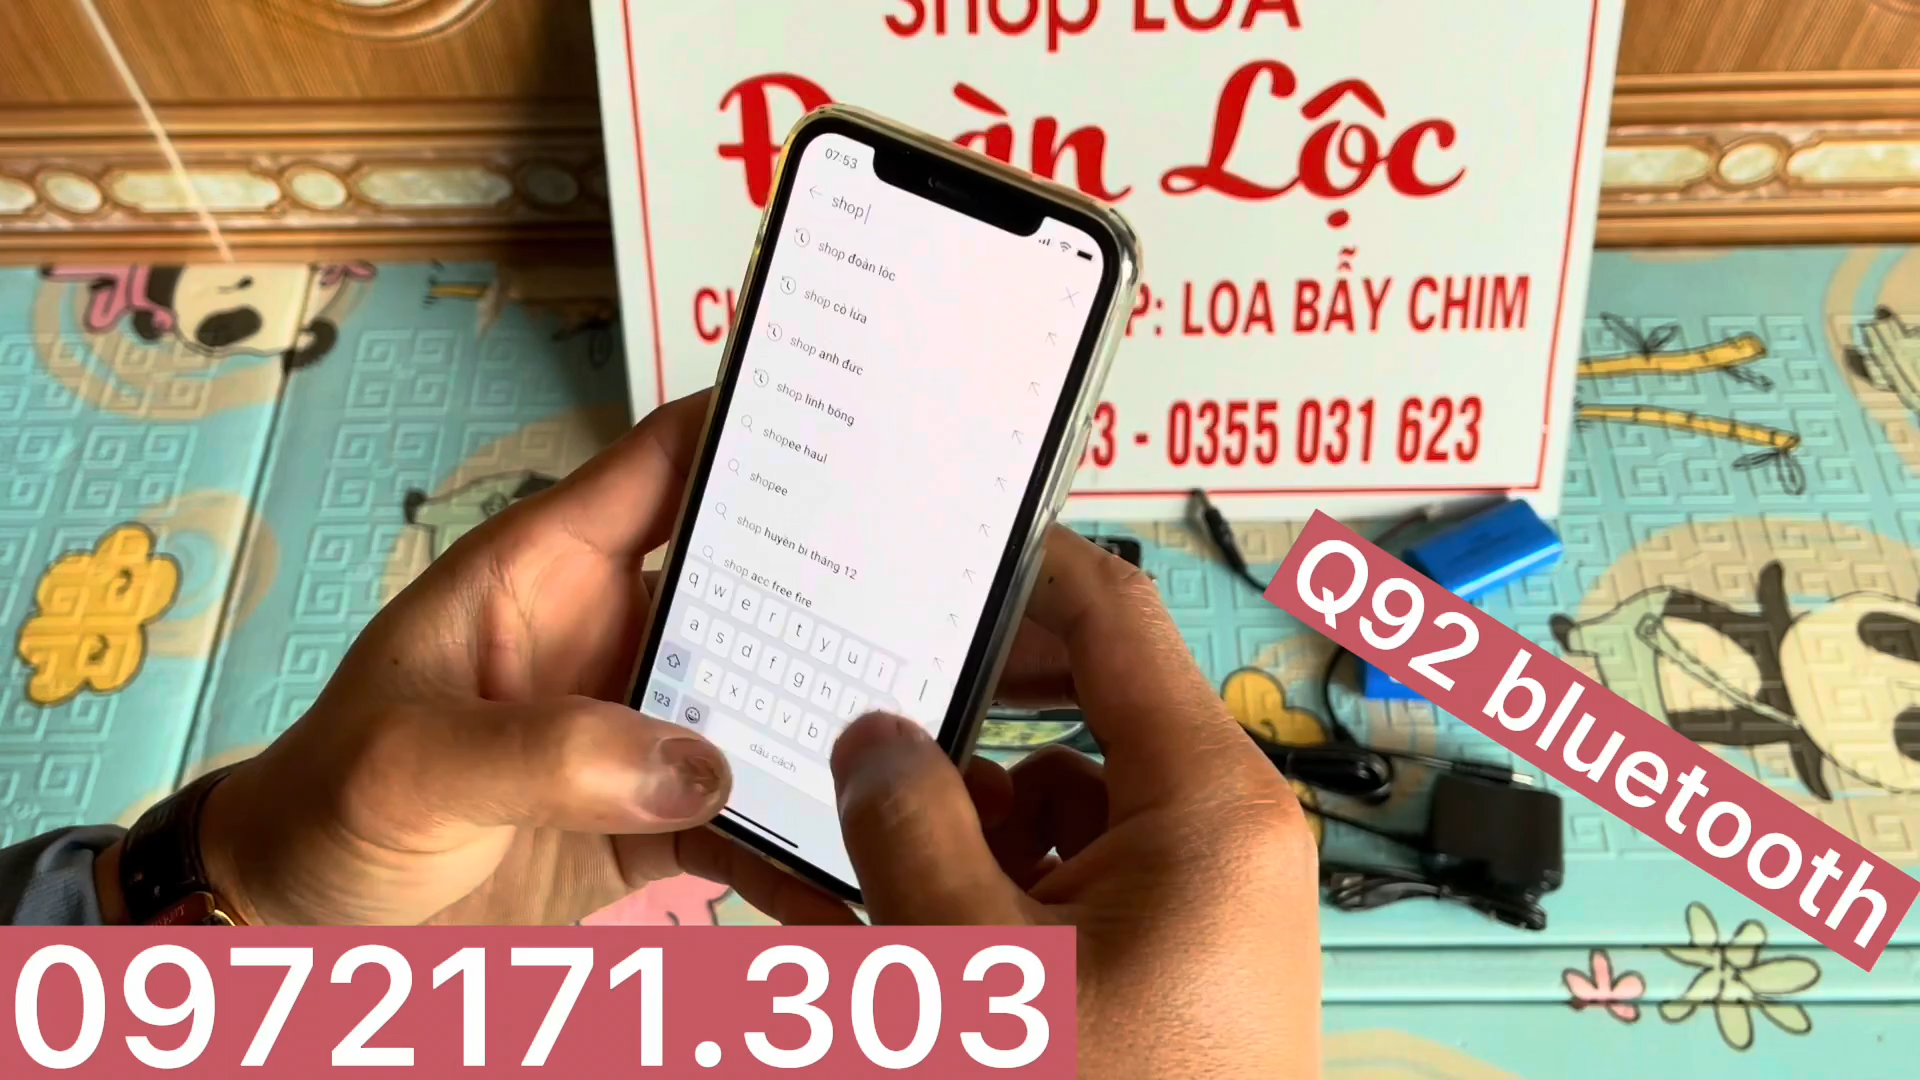 Shop LOA
Lộc
P: LOA BẪY CHIM
3 - 0355 031 623
07:53
shop
shop đoàn lộc
shop cò lửa
shop anh đức
shop linh bông
shopee haul
shopee
shop huyền bí tháng 12
shop acc free fire
q w e r t y u i
a s d f g h j
z x c v b
123
dấu cách
Q92 bluetooth
0972171.303